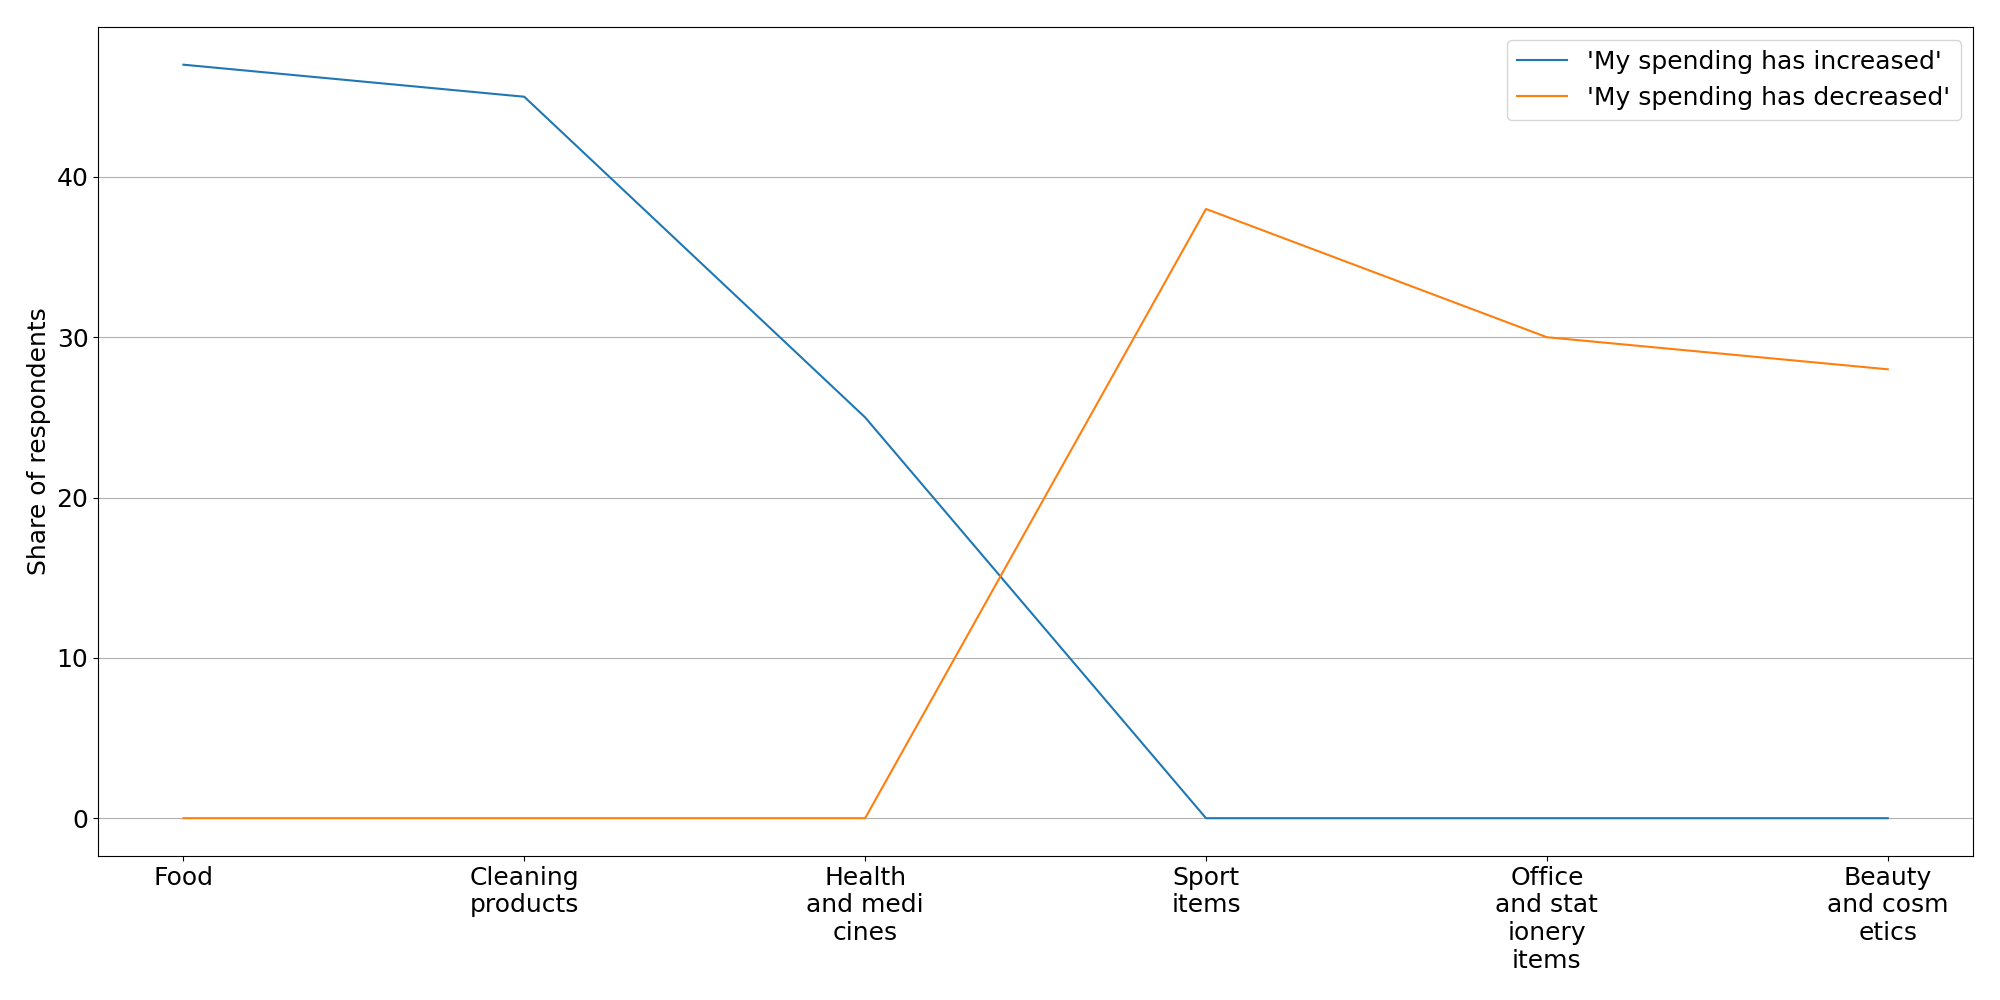 'My spending has increased'
'My spending has decreased'
Share of respondents
40
30
20
10
0
Food
Cleaning
products
Health
and medi
cines
Sport
items
Office
and stat
ionery
items
Beauty
and cosm
etics